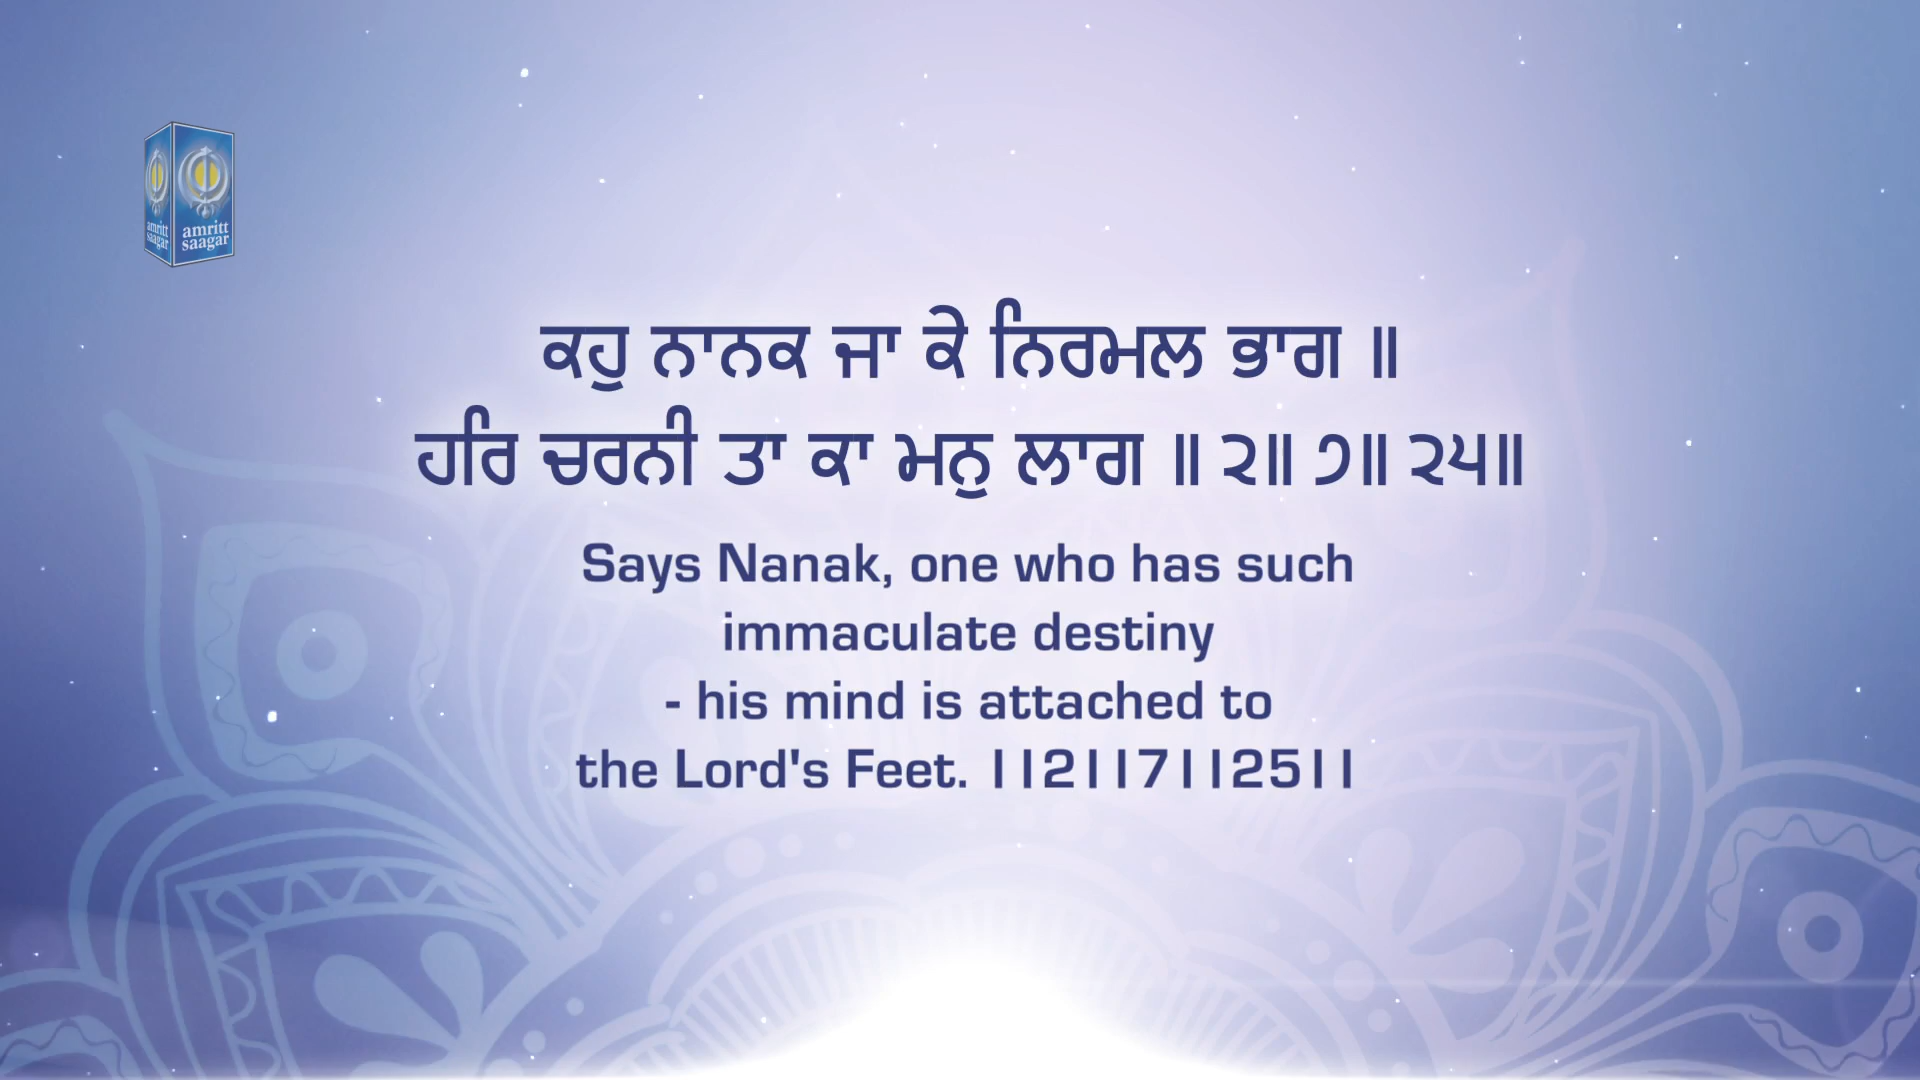 amritt
saagar
amritt
saagar
ਕਹੁ ਨਾਨਕ ਜਾ ਕੇ ਨਿਰਮਲ ਭਾਗ ॥
ਹਰਿ ਚਰਨੀ ਤਾ ਕਾ ਮਨੁ ਲਾਗ ॥੨॥੭॥੨੫॥
Says Nanak, one who has such
immaculate destiny
- his mind is attached to
the Lord's Feet. ||2||7||25||